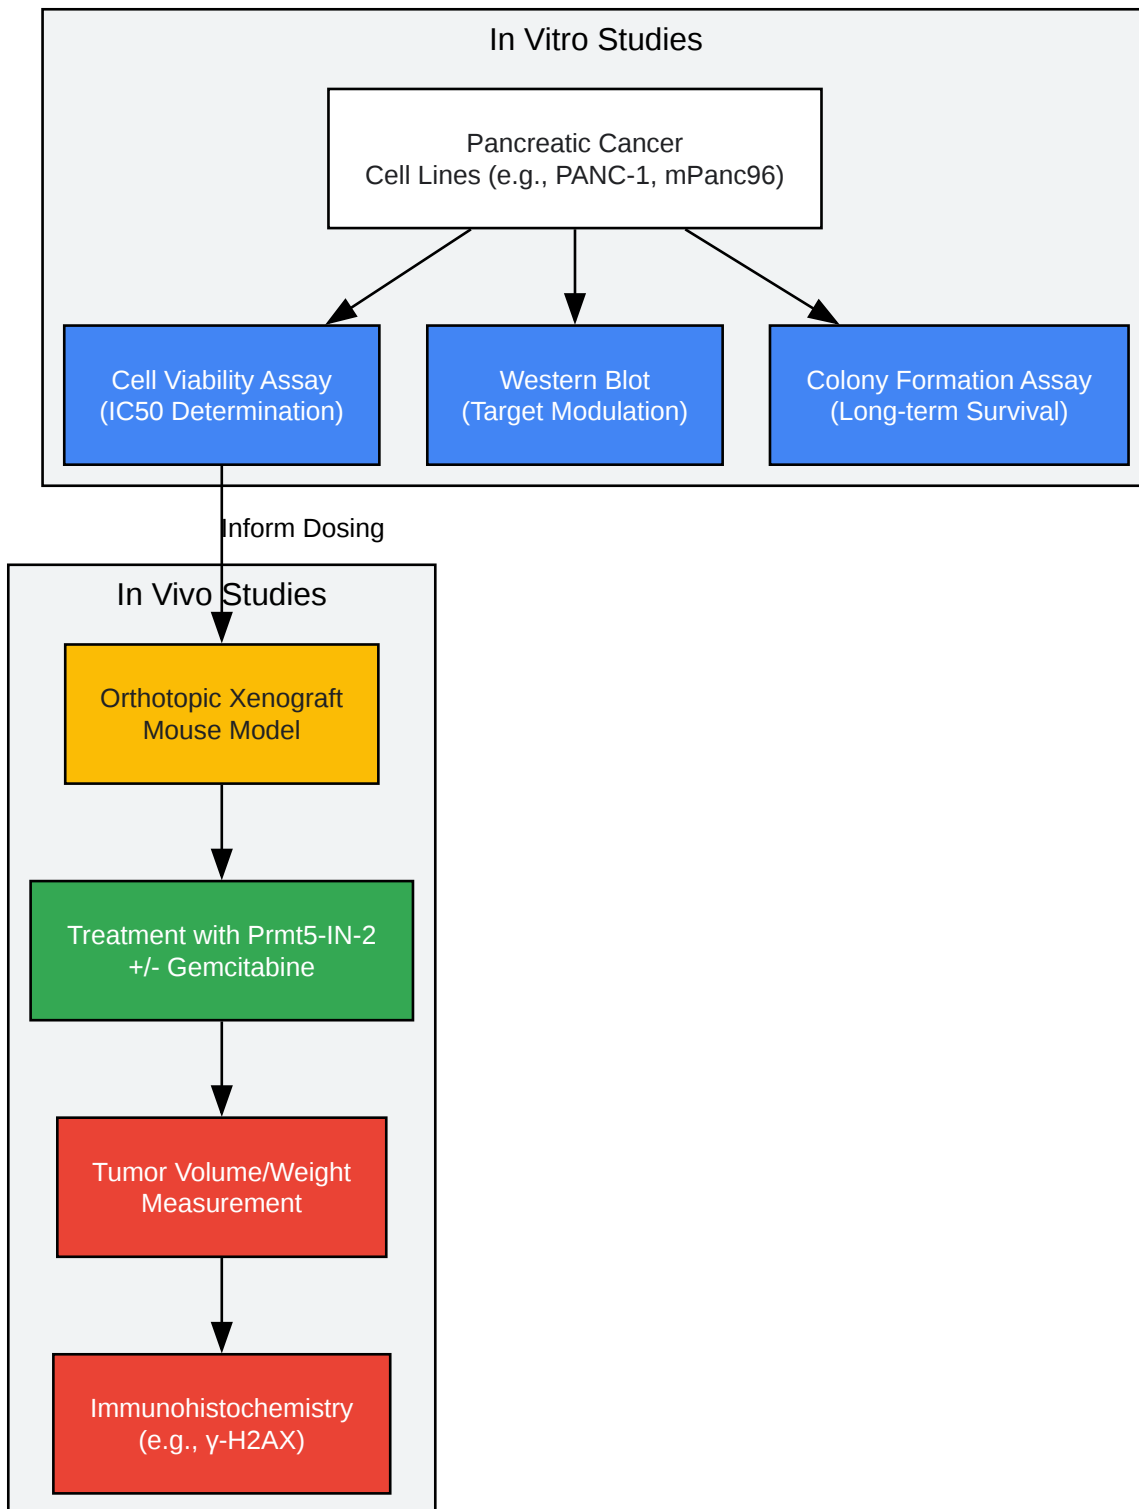 In Vitro Studies
Pancreatic Cancer
Cell Lines (e.g., PANC-1, mPanc96)
Cell Viability Assay
(IC50 Determination)
Western Blot
(Target Modulation)
Colony Formation Assay
(Long-term Survival)
Inform Dosing
In Vivo Studies
Orthotopic Xenograft
Mouse Model
Treatment with Prmt5-IN-2
+/- Gemcitabine
Tumor Volume/Weight
Measurement
Immunohistochemistry
(e.g., γ-H2AX)